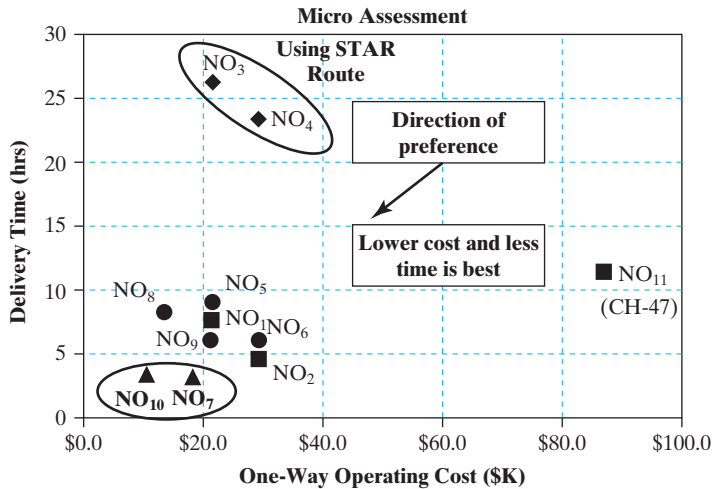 Micro Assessment
30
25
20
15
10
5
0
Delivery Time (hrs)
Using STAR
Route
NO₃
NO₄
Direction of
preference
Lower cost and less
time is best
NO₁₁
(CH-47)
NO₈
NO₅
NO₁
NO₆
NO₉
NO₂
NO₁₀
NO₇
$0.0
$20.0
$40.0
$60.0
$80.0
$100.0
One-Way Operating Cost ($K)